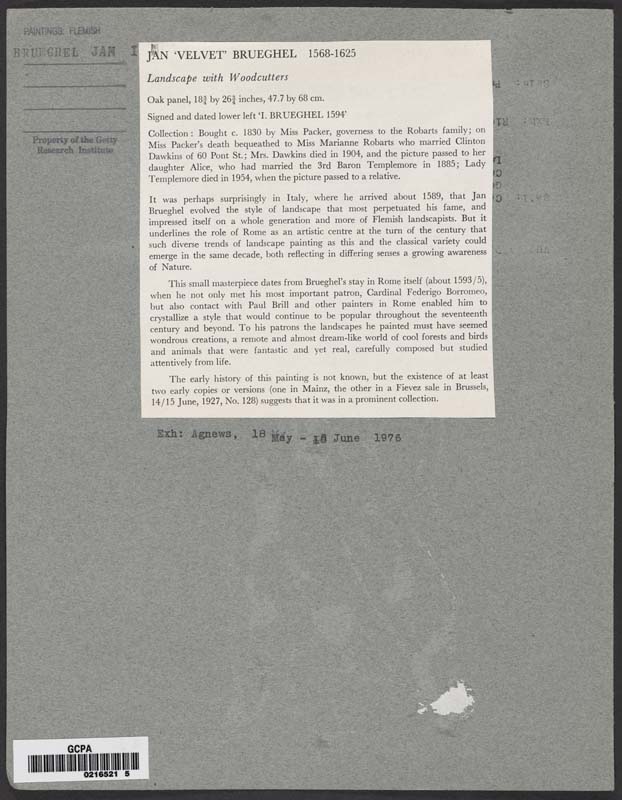 PAINTINGS: FLEMISH
BRUEGHEL JAN I
Property of the Getty
Research Institute
JAN ‘VELVET’ BRUEGHEL 1568-1625
Landscape with Woodcutters
Oak panel, 18¾ by 26¾ inches, 47.7 by 68 cm.
Signed and dated lower left ‘I. BRUEGHEL 1594’
Collection : Bought c. 1830 by Miss Packer, governess to the Robarts family; on
Miss Packer's death bequeathed to Miss Marianne Robarts who married Clinton
Dawkins of 60 Pont St.; Mrs. Dawkins died in 1904, and the picture passed to her
daughter Alice, who had married the 3rd Baron Templemore in 1885; Lady
Templemore died in 1954, when the picture passed to a relative.
It was perhaps surprisingly in Italy, where he arrived about 1589, that Jan
Brueghel evolved the style of landscape that most perpetuated his fame, and
impressed itself on a whole generation and more of Flemish landscapists. But it
underlines the role of Rome as an artistic centre at the turn of the century that
such diverse trends of landscape painting as this and the classical variety could
emerge in the same decade, both reflecting in differing senses a growing awareness
of Nature.
This small masterpiece dates from Brueghel's stay in Rome itself (about 1593/5),
when he not only met his most important patron, Cardinal Federigo Borromeo,
but also contact with Paul Brill and other painters in Rome enabled him to
crystallize a style that would continue to be popular throughout the seventeenth
century and beyond. To his patrons the landscapes he painted must have seemed
wondrous creations, a remote and almost dream-like world of cool forests and birds
and animals that were fantastic and yet real, carefully composed but studied
attentively from life.
The early history of this painting is not known, but the existence of at least
two early copies or versions (one in Mainz, the other in a Fievez sale in Brussels,
14/15 June, 1927, No. 128) suggests that it was in a prominent collection.
Exh: Agnews, 18 May - 18 June 1976
GCPA
0216521 5